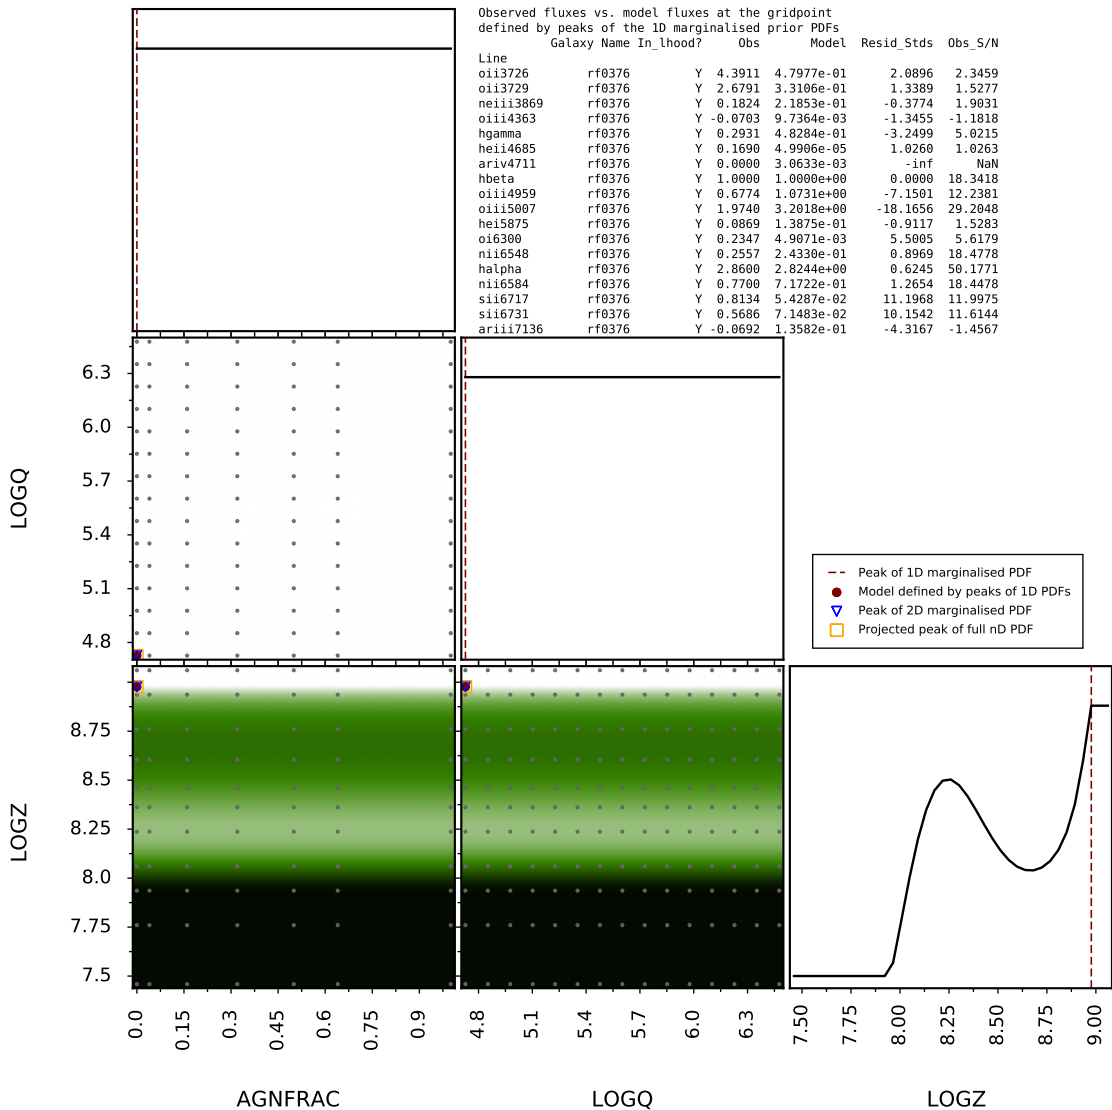 Observed fluxes vs. model fluxes at the gridpoint
defined by peaks of the 1D marginalised prior PDFs
Galaxy Name In_lhood? Obs Model Resid_Stds Obs_S/N
Line
oii3726 rf0376 Y 4.3911 4.7977e-01 2.0896 2.3459
oii3729 rf0376 Y 2.6791 3.3106e-01 1.3389 1.5277
neiii3869 rf0376 Y 0.1824 2.1853e-01 -0.3774 1.9031
oiii4363 rf0376 Y -0.0703 9.7364e-03 -1.3455 -1.1818
hgamma rf0376 Y 0.2931 4.8284e-01 -3.2499 5.0215
heii4685 rf0376 Y 0.1690 4.9906e-05 1.0260 1.0263
ariv4711 rf0376 Y 0.0000 3.0633e-03 -inf NaN
hbeta rf0376 Y 1.0000 1.0000e+00 0.0000 18.3418
oiii4959 rf0376 Y 0.6774 1.0731e+00 -7.1501 12.2381
oiii5007 rf0376 Y 1.9740 3.2018e+00 -18.1656 29.2048
hei5875 rf0376 Y 0.0869 1.3875e-01 -0.9117 1.5283
oi6300 rf0376 Y 0.2347 4.9071e-03 5.5005 5.6179
nii6548 rf0376 Y 0.2557 2.4330e-01 0.8969 18.4778
halpha rf0376 Y 2.8600 2.8244e+00 0.6245 50.1771
nii6584 rf0376 Y 0.7700 7.1722e-01 1.2654 18.4478
sii6717 rf0376 Y 0.8134 5.4287e-02 11.1968 11.9975
sii6731 rf0376 Y 0.5686 7.1483e-02 10.1542 11.6144
ariii7136 rf0376 Y -0.0692 1.3582e-01 -4.3167 -1.4567
6.3
6.0
5.7
5.4
5.1
4.8
LOGQ
Peak of 1D marginalised PDF
Model defined by peaks of 1D PDFs
Peak of 2D marginalised PDF
Projected peak of full nD PDF
8.75
8.5
8.25
8.0
7.75
7.5
LOGZ
0.0 0.15 0.3 0.45 0.6 0.75 0.9
4.8 5.1 5.4 5.7 6.0 6.3
7.50 7.75 8.00 8.25 8.50 8.75 9.00
AGNFRAC LOGQ LOGZ